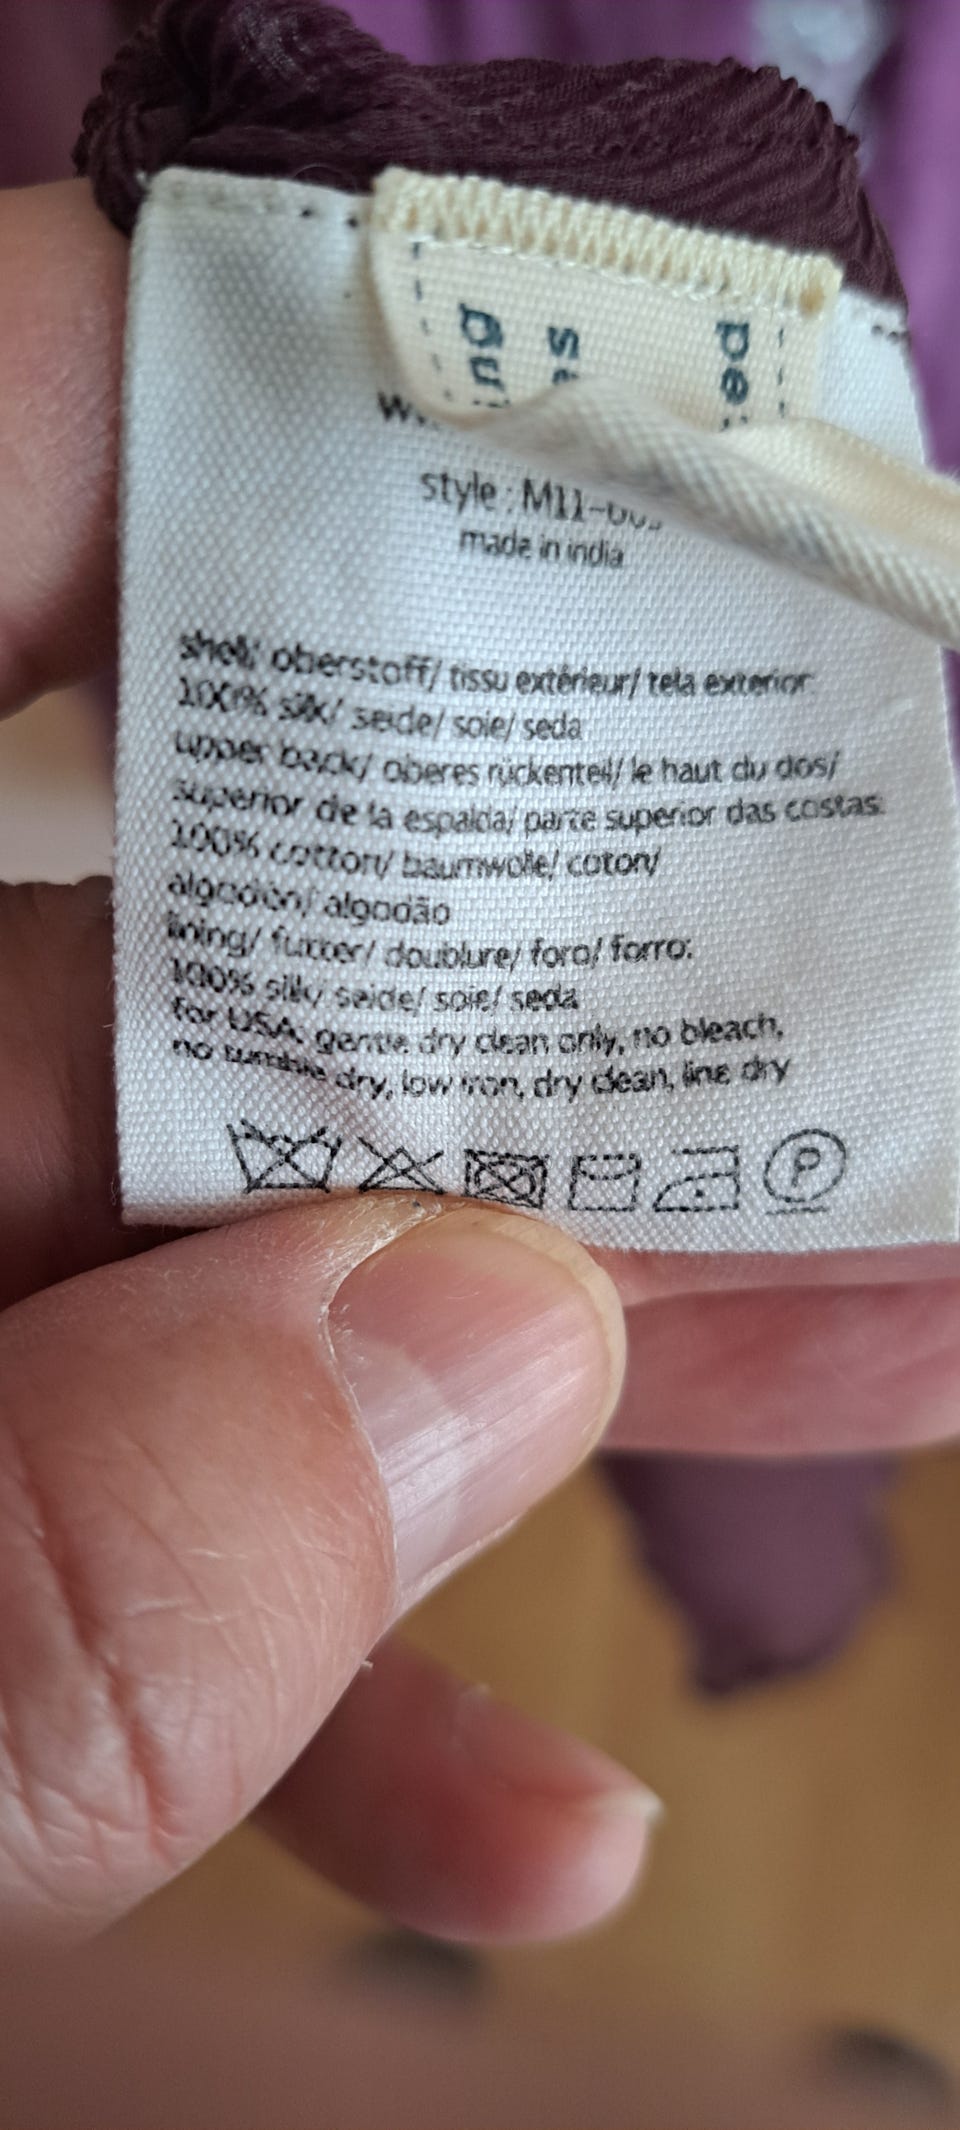 style : M11-
made in india
shell/ oberstoff/ tissu extérieur/ tela exterior:
100% silk/ seide/ soie/ seda
upper back/ oberes rückenteil/ le haut du dos/
superior de la espalda/ parte superior das costas:
100% cotton/ baumwolle/ coton/
algodón/ algodão
lining/ futter/ doublure/ foro/ forro:
100% silk/ seide/ soie/ seda
for USA: gentle dry clean only, no bleach,
no tumble dry, low iron, dry clean, line dry
P